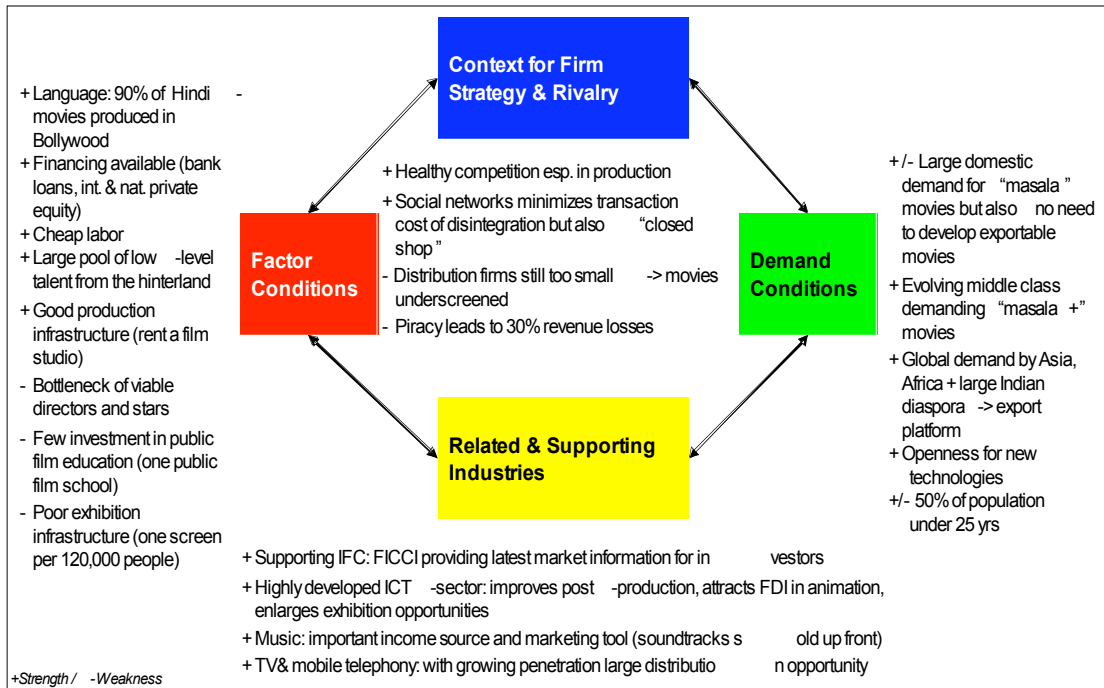 Context for Firm
Strategy & Rivalry
+ Language: 90% of Hindi -
movies produced in
Bollywood
+ Financing available (bank
loans, int. & nat. private
equity)
+ Cheap labor
+ Large pool of low -level
talent from the hinterland
+ Good production
infrastructure (rent a film
studio)
- Bottleneck of viable
directors and stars
- Few investment in public
film education (one public
film school)
- Poor exhibition
infrastructure (one screen
per 120,000 people)
Factor
Conditions
+ Healthy competition esp. in production
+ Social networks minimizes transaction
cost of disintegration but also "closed
shop"
- Distribution firms still too small -> movies
underscreened
- Piracy leads to 30% revenue losses
Demand
Conditions
+ /- Large domestic
demand for "masala"
movies but also no need
to develop exportable
movies
+ Evolving middle class
demanding "masala +"
movies
+ Global demand by Asia,
Africa + large Indian
diaspora -> export
platform
+ Openness for new
technologies
+/- 50% of population
under 25 yrs
Related & Supporting
Industries
+ Supporting IFC: FICCI providing latest market information for in vestors
+ Highly developed ICT -sector: improves post -production, attracts FDI in animation,
enlarges exhibition opportunities
+ Music: important income source and marketing tool (soundtracks s old up front)
+ TV& mobile telephony: with growing penetration large distributio n opportunity
+Strength / -Weakness